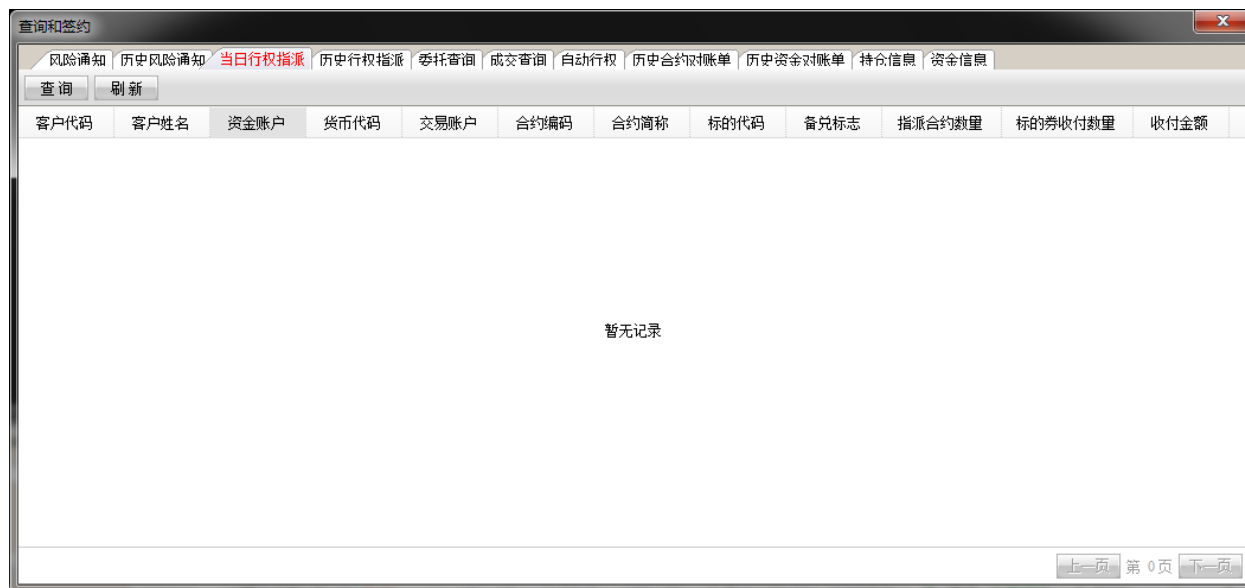 查询和签约
风险通知 历史风险通知 当日行权指派 历史行权指派 委托查询 成交查询 自动行权 历史合约对账单 历史资金对账单 持仓信息 资金信息
查询 刷新
客户代码 客户姓名 资金账户 货币代码 交易账户 合约编码 合约简称 标的代码 备兑标志 指派合约数量 标的券收付数量 收付金额
暂无记录
上一页 第 0页 下一页